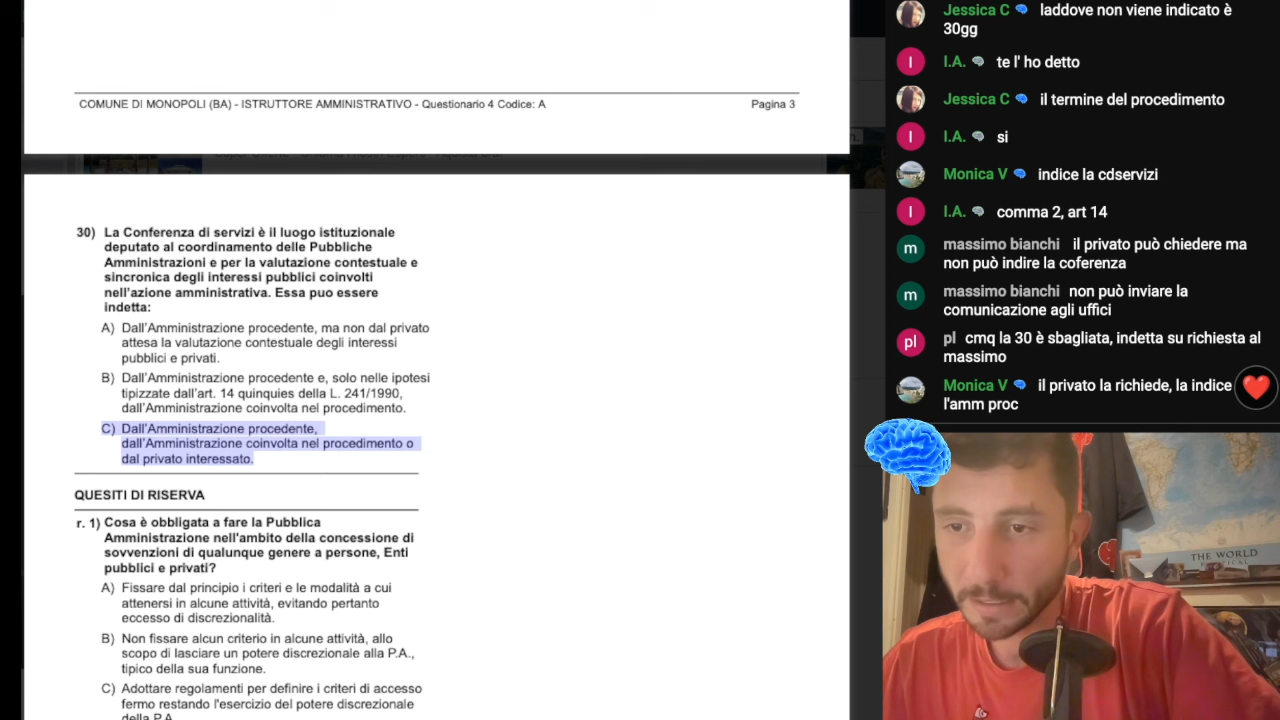 COMUNE DI MONOPOLI (BA) - ISTRUTTORE AMMINISTRATIVO - Questionario 4 Codice: A
Pagina 3
30) La Conferenza di servizi è il luogo istituzionale
deputato al coordinamento delle Pubbliche
Amministrazioni e per la valutazione contestuale e
sincronica degli interessi pubblici coinvolti
nell'azione amministrativa. Essa puo essere
indetta:
A) Dall'Amministrazione procedente, ma non dal privato
attesa la valutazione contestuale degli interessi
pubblici e privati.
B) Dall'Amministrazione procedente e, solo nelle ipotesi
tipizzate dall'art. 14 quinquies della L. 241/1990,
dall'Amministrazione coinvolta nel procedimento.
C) Dall'Amministrazione procedente,
dall'Amministrazione coinvolta nel procedimento o
dal privato interessato.
QUESITI DI RISERVA
r. 1) Cosa è obbligata a fare la Pubblica
Amministrazione nell'ambito della concessione di
sovvenzioni di qualunque genere a persone, Enti
pubblici e privati?
A) Fissare dal principio i criteri e le modalità a cui
attenersi in alcune attività, evitando pertanto
eccesso di discrezionalità.
B) Non fissare alcun criterio in alcune attività, allo
scopo di lasciare un potere discrezionale alla P.A.,
tipico della sua funzione.
C) Adottare regolamenti per definire i criteri di accesso
fermo restando l'esercizio del potere discrezionale
della P.A.
Jessica C laddove non viene indicato è
30gg
I I.A. te l' ho detto
Jessica C il termine del procedimento
I I.A. si
Monica V indice la cdservizi
I I.A. comma 2, art 14
m massimo bianchi il privato può chiedere ma
non può indire la coferenza
m massimo bianchi non può inviare la
comunicazione agli uffici
pl pl cmq la 30 è sbagliata, indetta su richiesta al
massimo
Monica V il privato la richiede, la indice
l'amm proc
THE WORLD